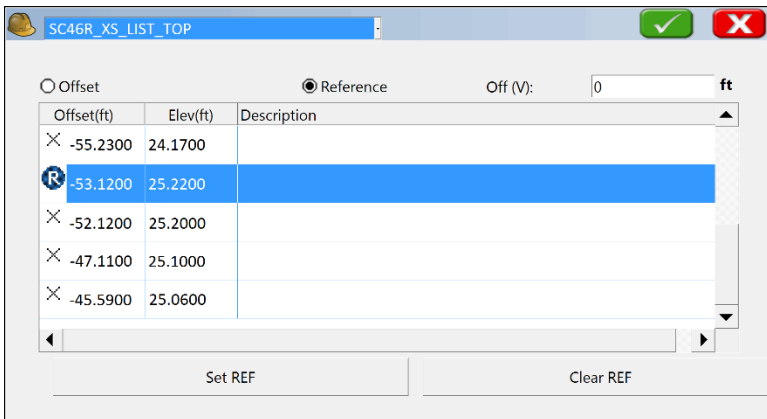 SC46R_XS_LIST_TOP
Offset Reference Off (V): 0 ft
Offset(ft) Elev(ft) Description
-55.2300 24.1700
R -53.1200 25.2200
-52.1200 25.2000
-47.1100 25.1000
-45.5900 25.0600
Set REF Clear REF